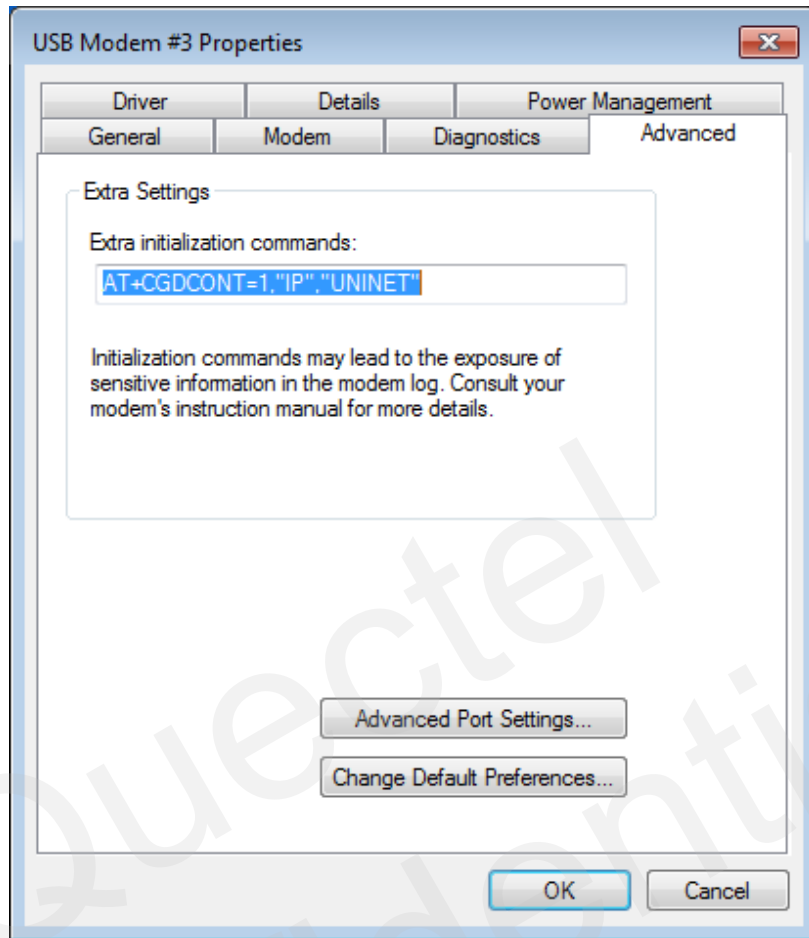 USB Modem #3 Properties
Driver Details Power Management
General Modem Diagnostics Advanced
Extra Settings
Extra initialization commands:
AT+CGDCONT=1,"IP","UNINET"
Initialization commands may lead to the exposure of
sensitive information in the modem log. Consult your
modem's instruction manual for more details.
Advanced Port Settings...
Change Default Preferences...
OK Cancel
Quectel